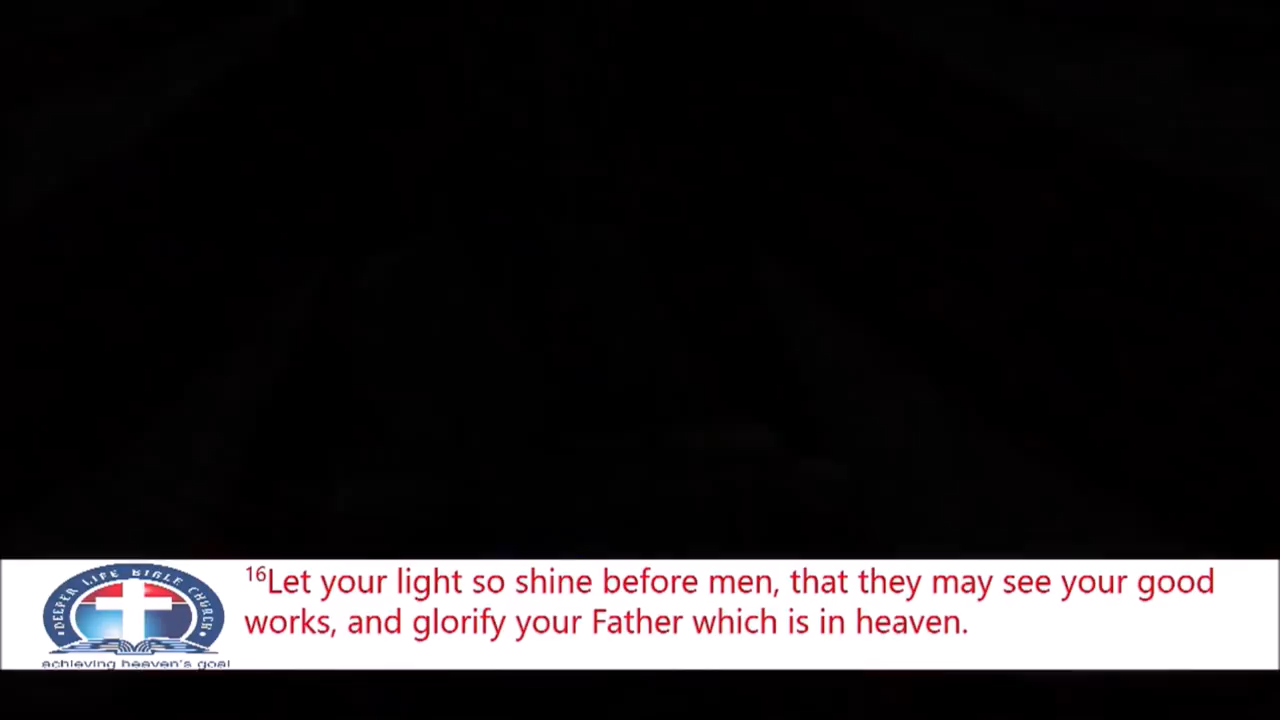 DEEPER LIFE BIBLE CHURCH
achieving heaven's goal
16Let your light so shine before men, that they may see your good
works, and glorify your Father which is in heaven.